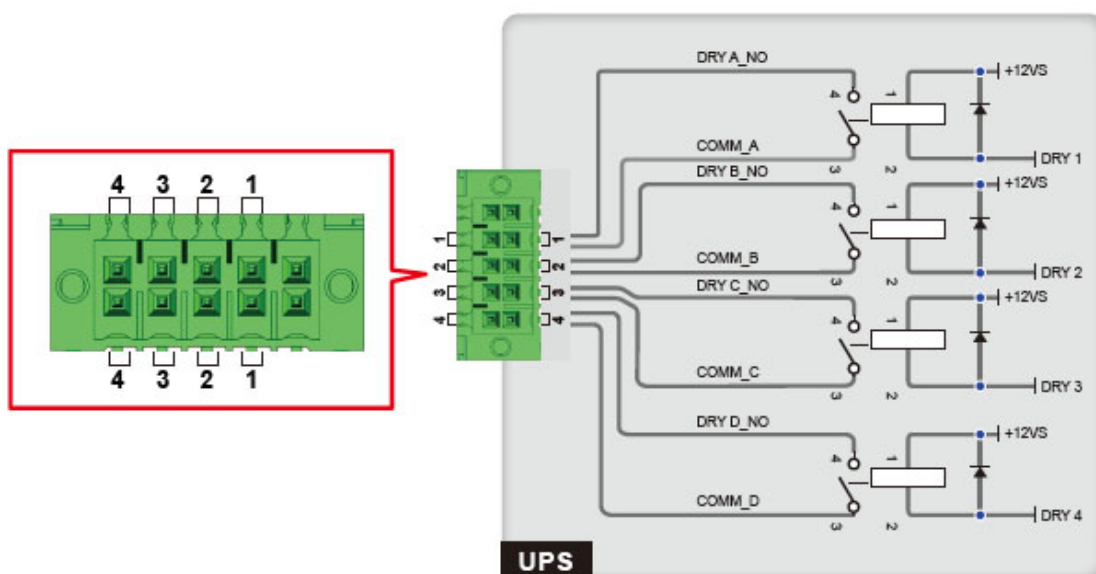 4 3 2 1
4 3 2 1
1 1
2 2
3 3
4 4
DRY A_NO
4 1
+12VS
COMM_A
3 2
DRY 1
DRY B_NO
4 1
+12VS
COMM_B
3 2
DRY 2
DRY C_NO
4 1
+12VS
COMM_C
3 2
DRY 3
DRY D_NO
4 1
+12VS
COMM_D
3 2
DRY 4
UPS